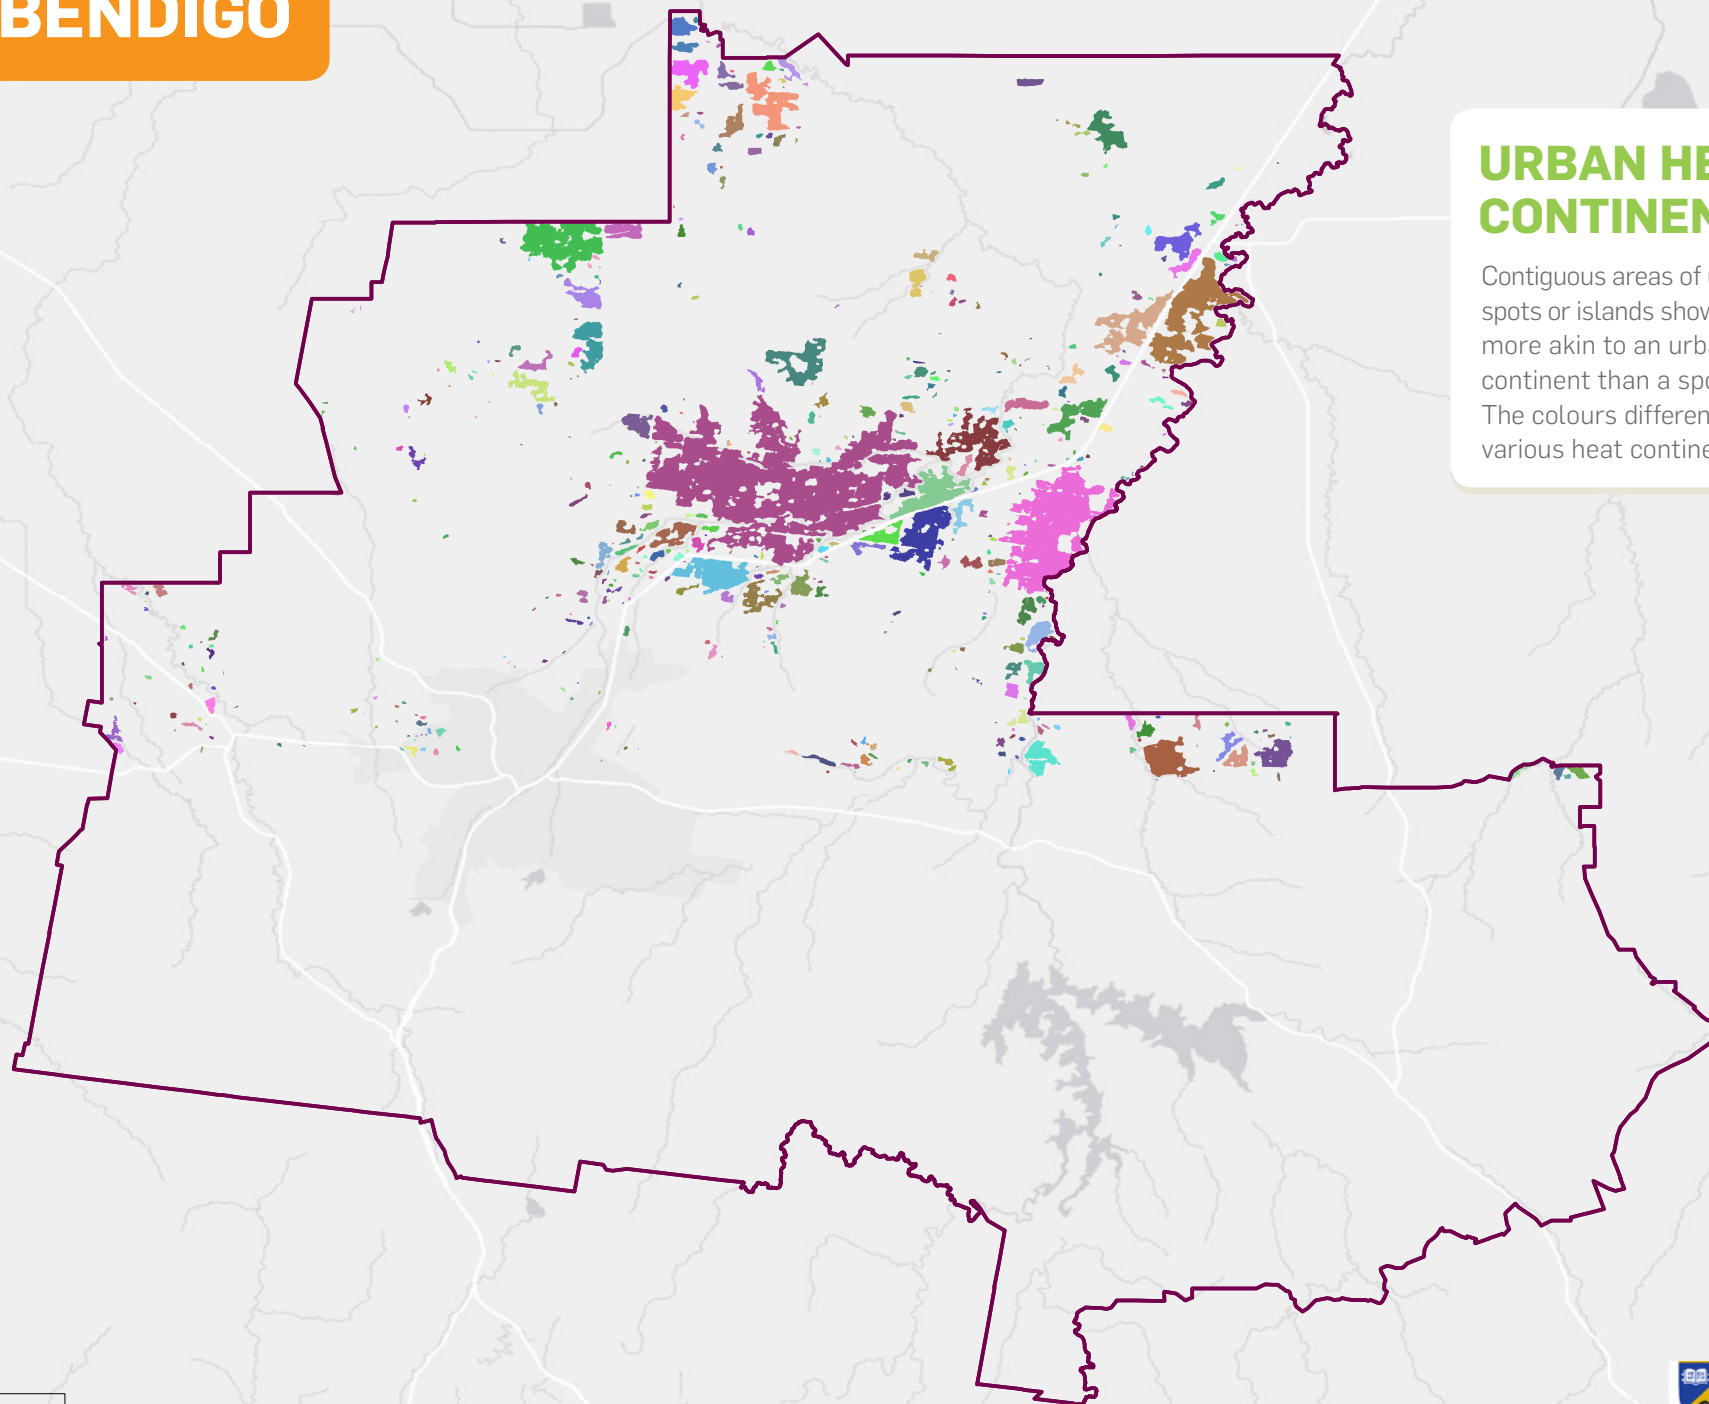 BENDIGO
URBAN HE
CONTINEN
Contiguous areas of
spots or islands show
more akin to an urb
continent than a spo
The colours differen
various heat contine